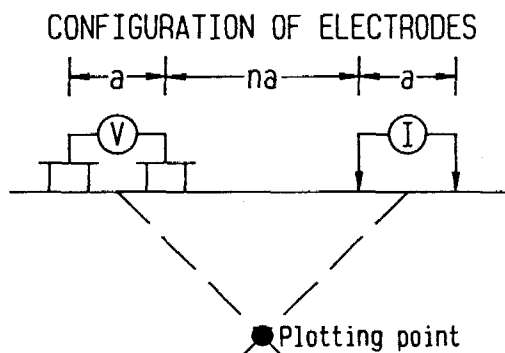 CONFIGURATION OF ELECTRODES
a na a
V I
Plotting point